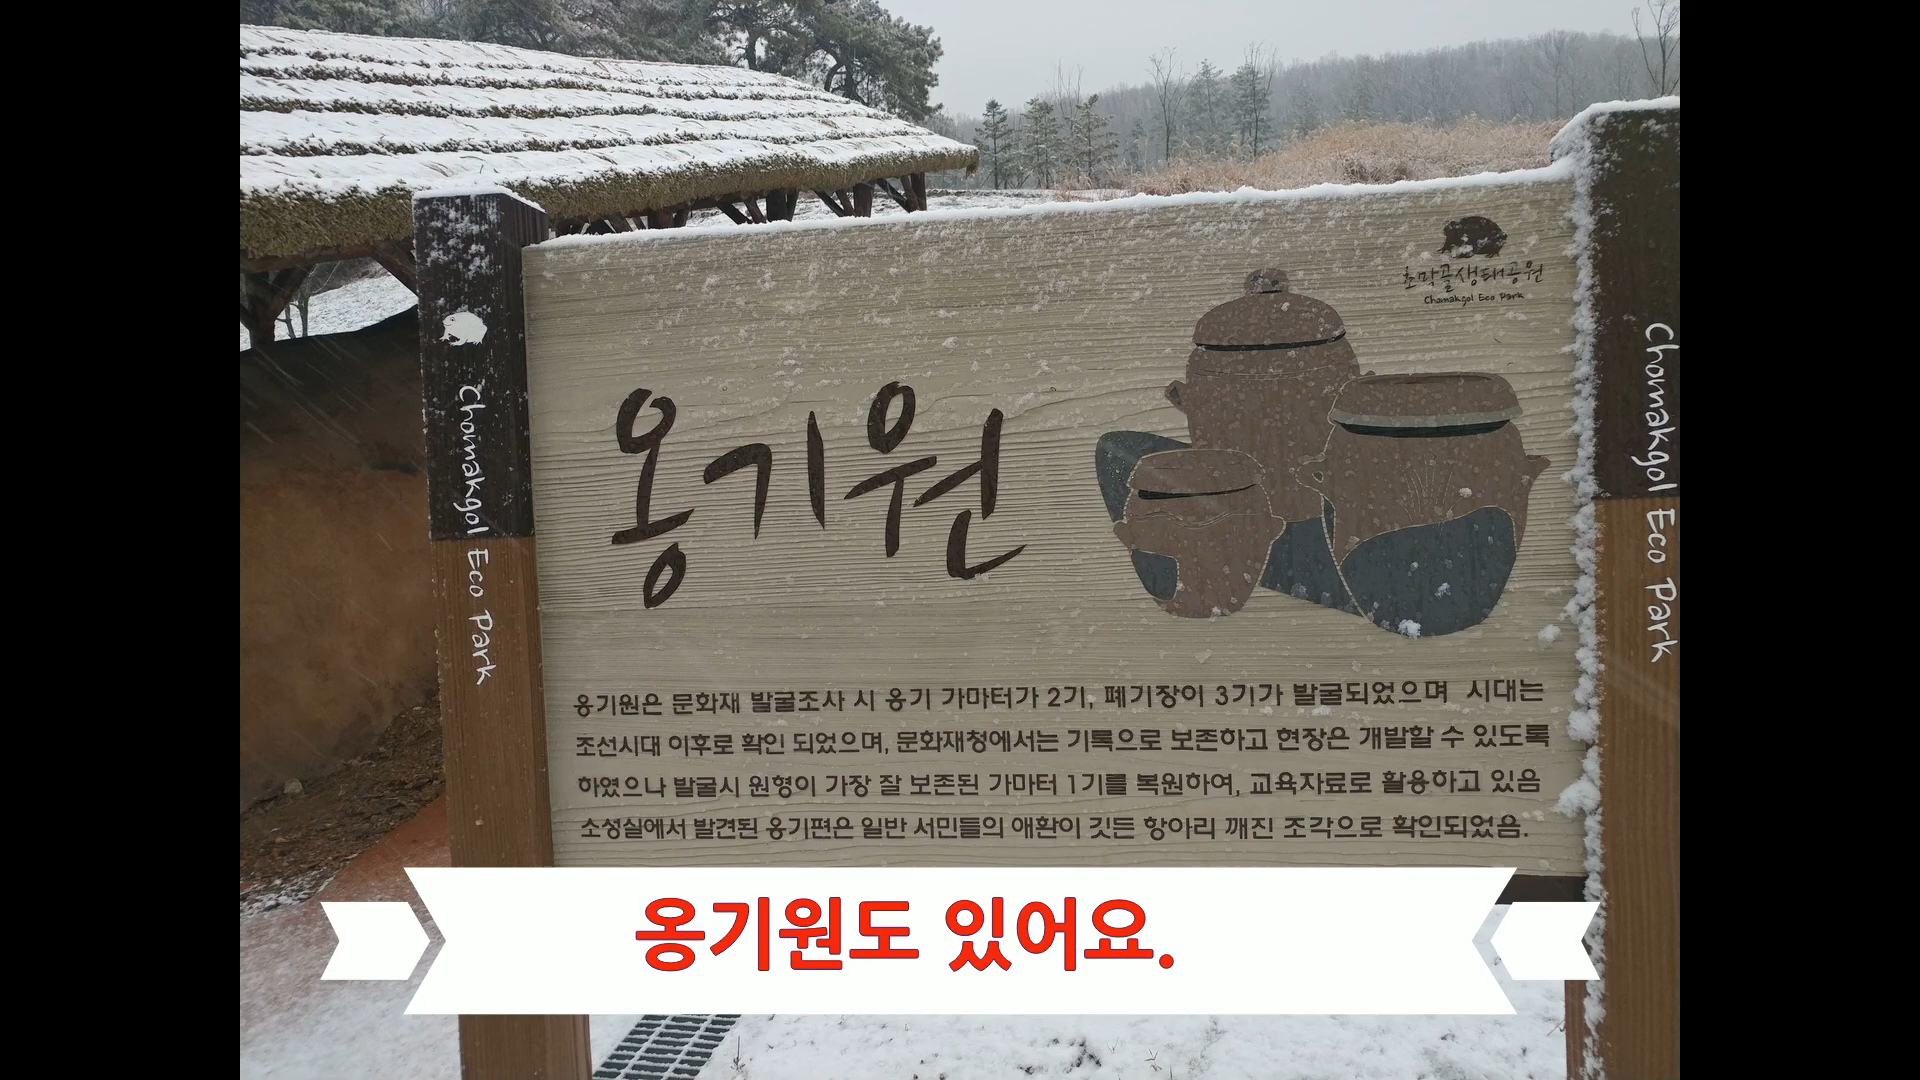 초막골생태공원
Chomakgol Eco Park
Chomakgol Eco Park
Chomakgol Eco Park
옹기원
옹기원은 문화재 발굴조사 시 옹기 가마터가 2기, 폐기장이 3기가 발굴되었으며 시대는
조선시대 이후로 확인 되었으며, 문화재청에서는 기록으로 보존하고 현장은 개발할 수 있도록
하였으나 발굴시 원형이 가장 잘 보존된 가마터 1기를 복원하여, 교육자료로 활용하고 있음
소성실에서 발견된 옹기편은 일반 서민들의 애환이 깃든 항아리 깨진 조각으로 확인되었음.
옹기원도 있어요.